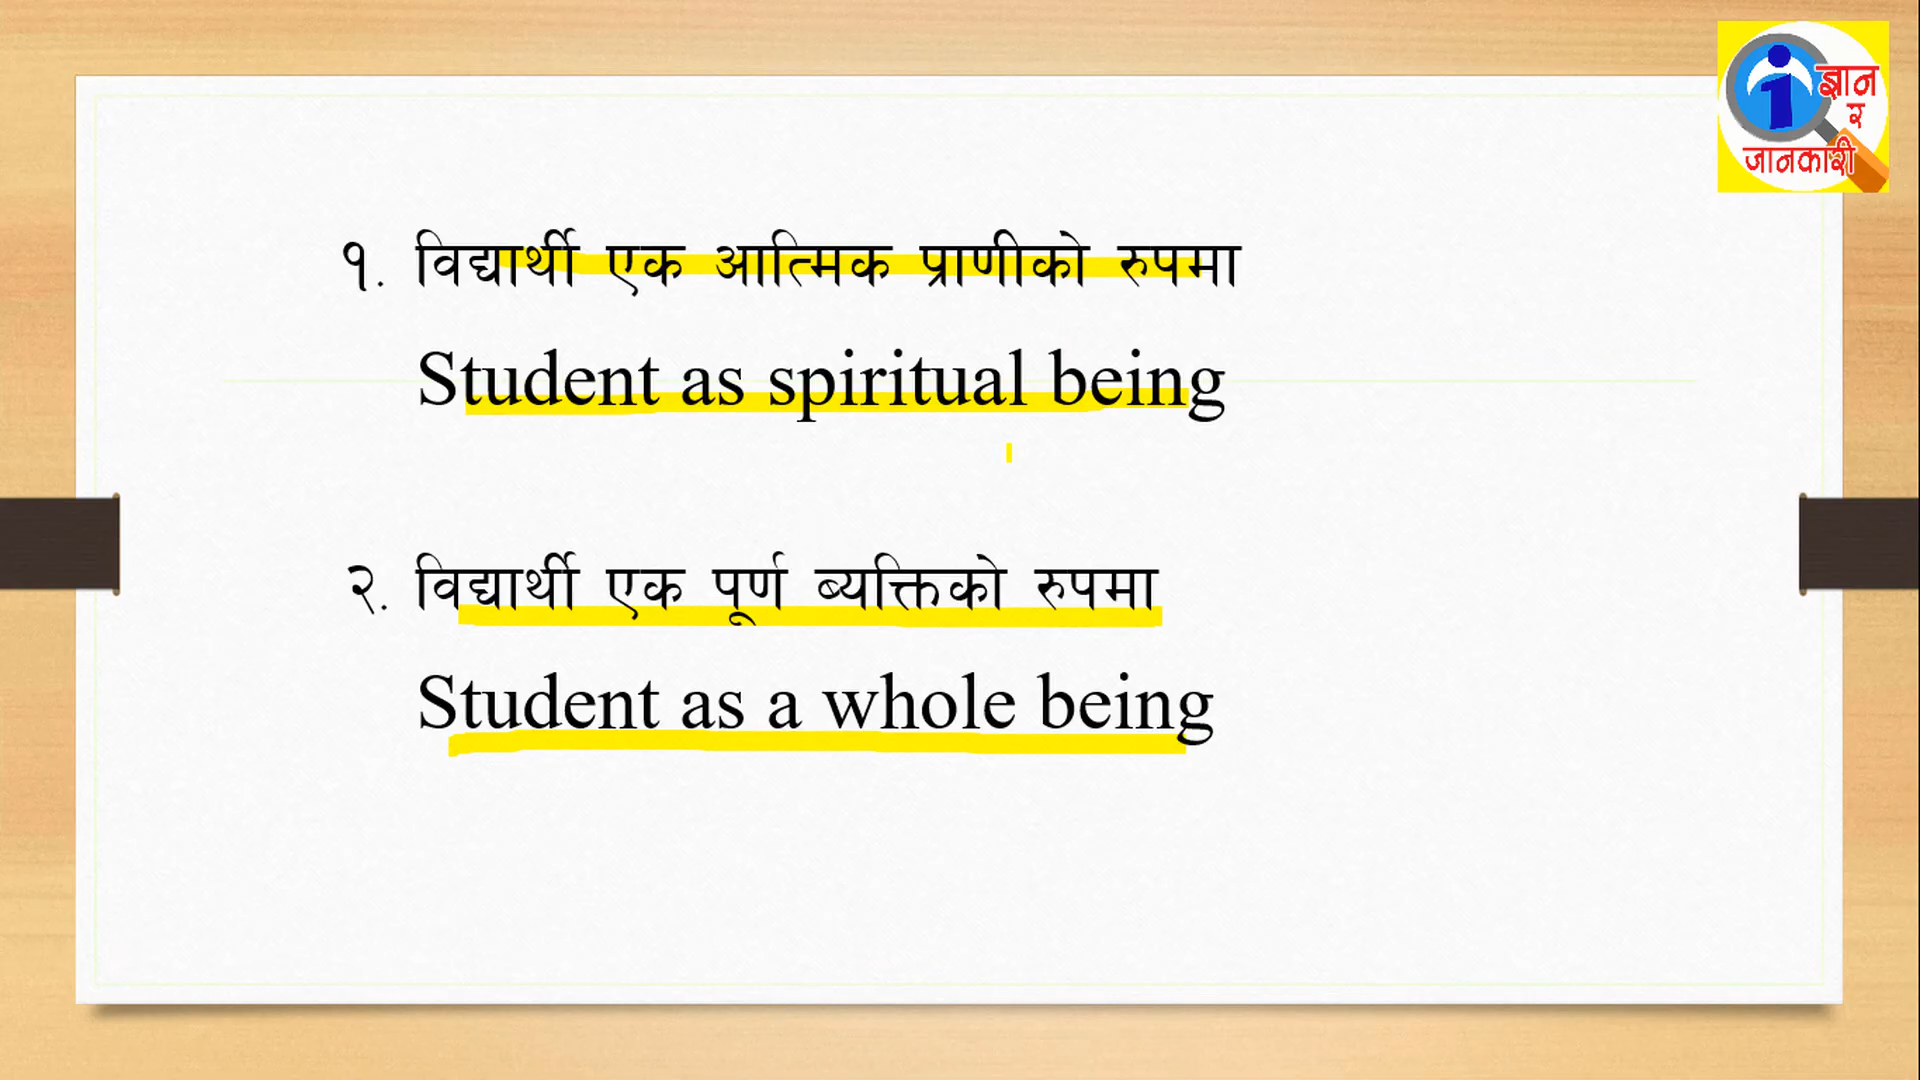 ज्ञान
र
जानकारी
१. विद्यार्थी एक आत्मिक प्राणीको रुपमा
Student as spiritual being
२. विद्यार्थी एक पूर्ण ब्यक्तिको रुपमा
Student as a whole being